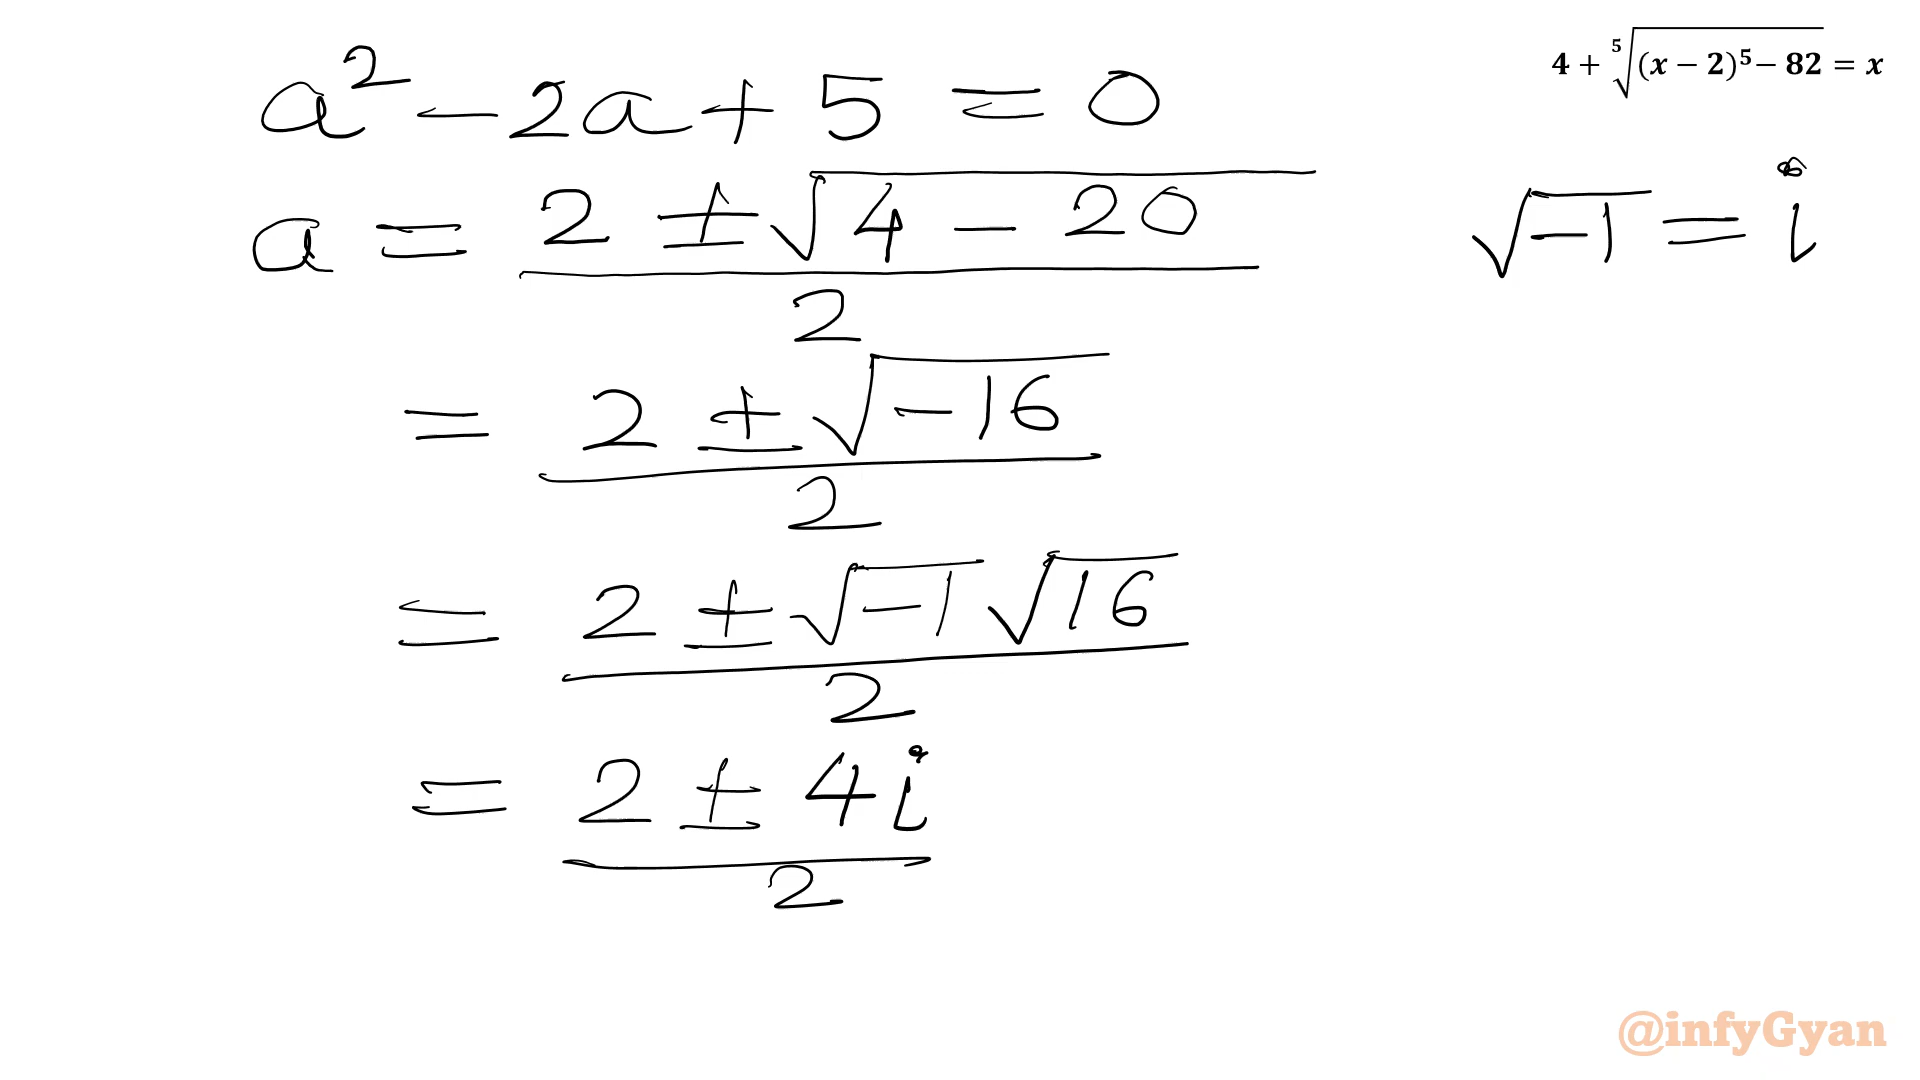 a² - 2a + 5 = 0
4 + ⁵√((x - 2)⁵ - 82) = x
a = (2 ± √(4 - 20)) / 2
√-1 = i
= (2 ± √-16) / 2
= (2 ± √-1 √16) / 2
= (2 ± 4i) / 2
@infyGyan